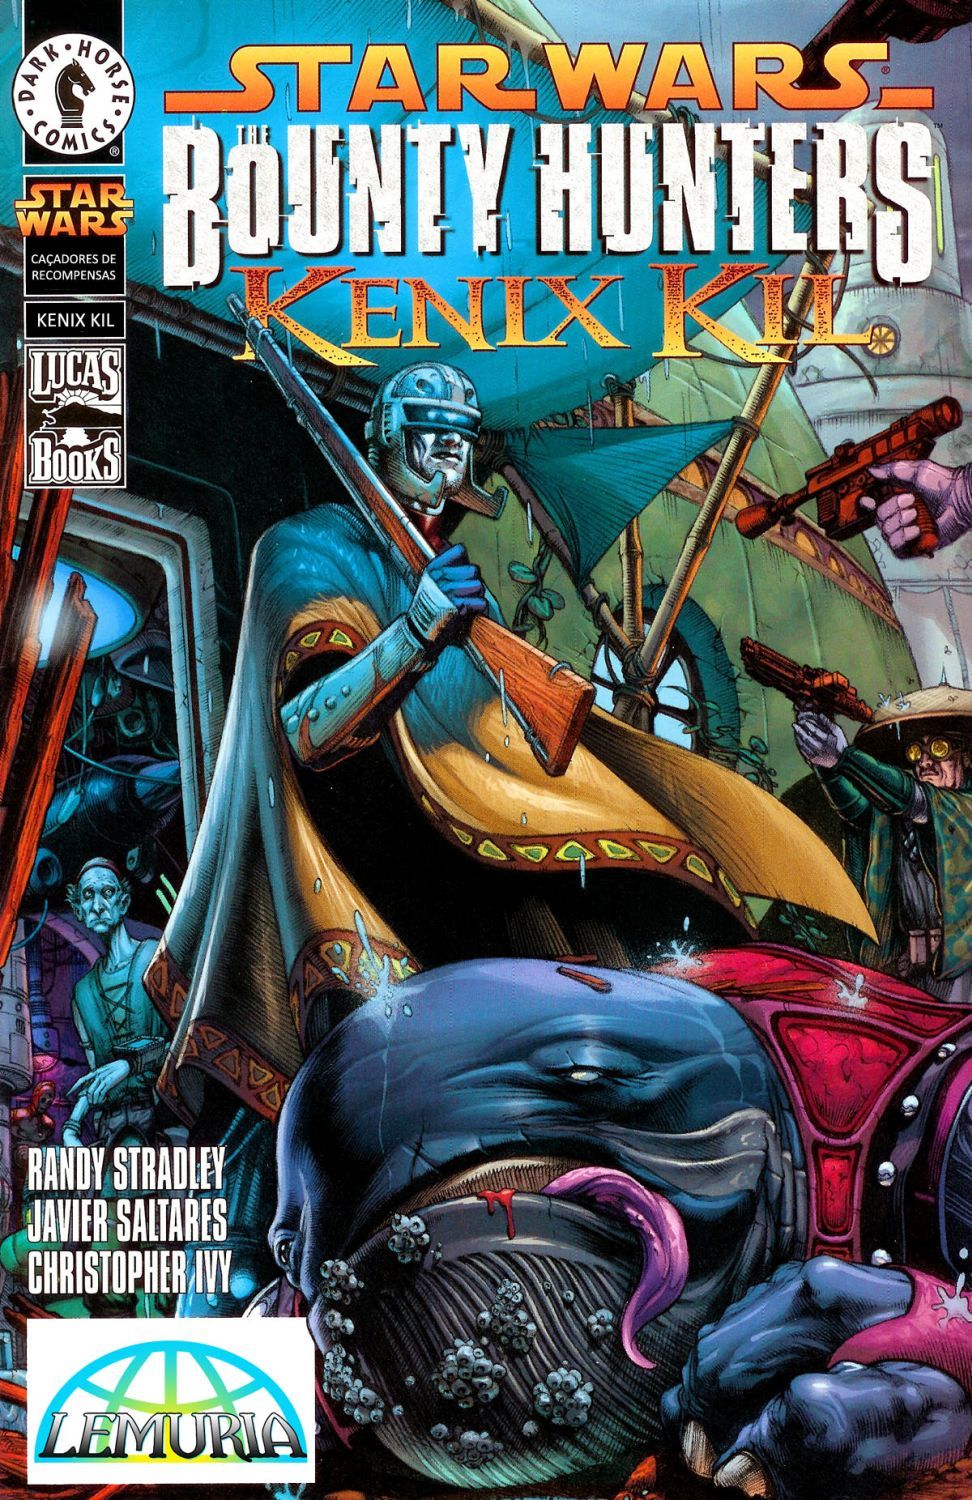 DARK • HORSE
COMICS
®
STAR WARS®
THE
BOUNTY HUNTERS™
KENIX KIL
STAR
WARS
CAÇADORES DE
RECOMPENSAS
KENIX KIL
LUCAS
BOOKS
RANDY STRADLEY
JAVIER SALTARES
CHRISTOPHER IVY
LEMURIA